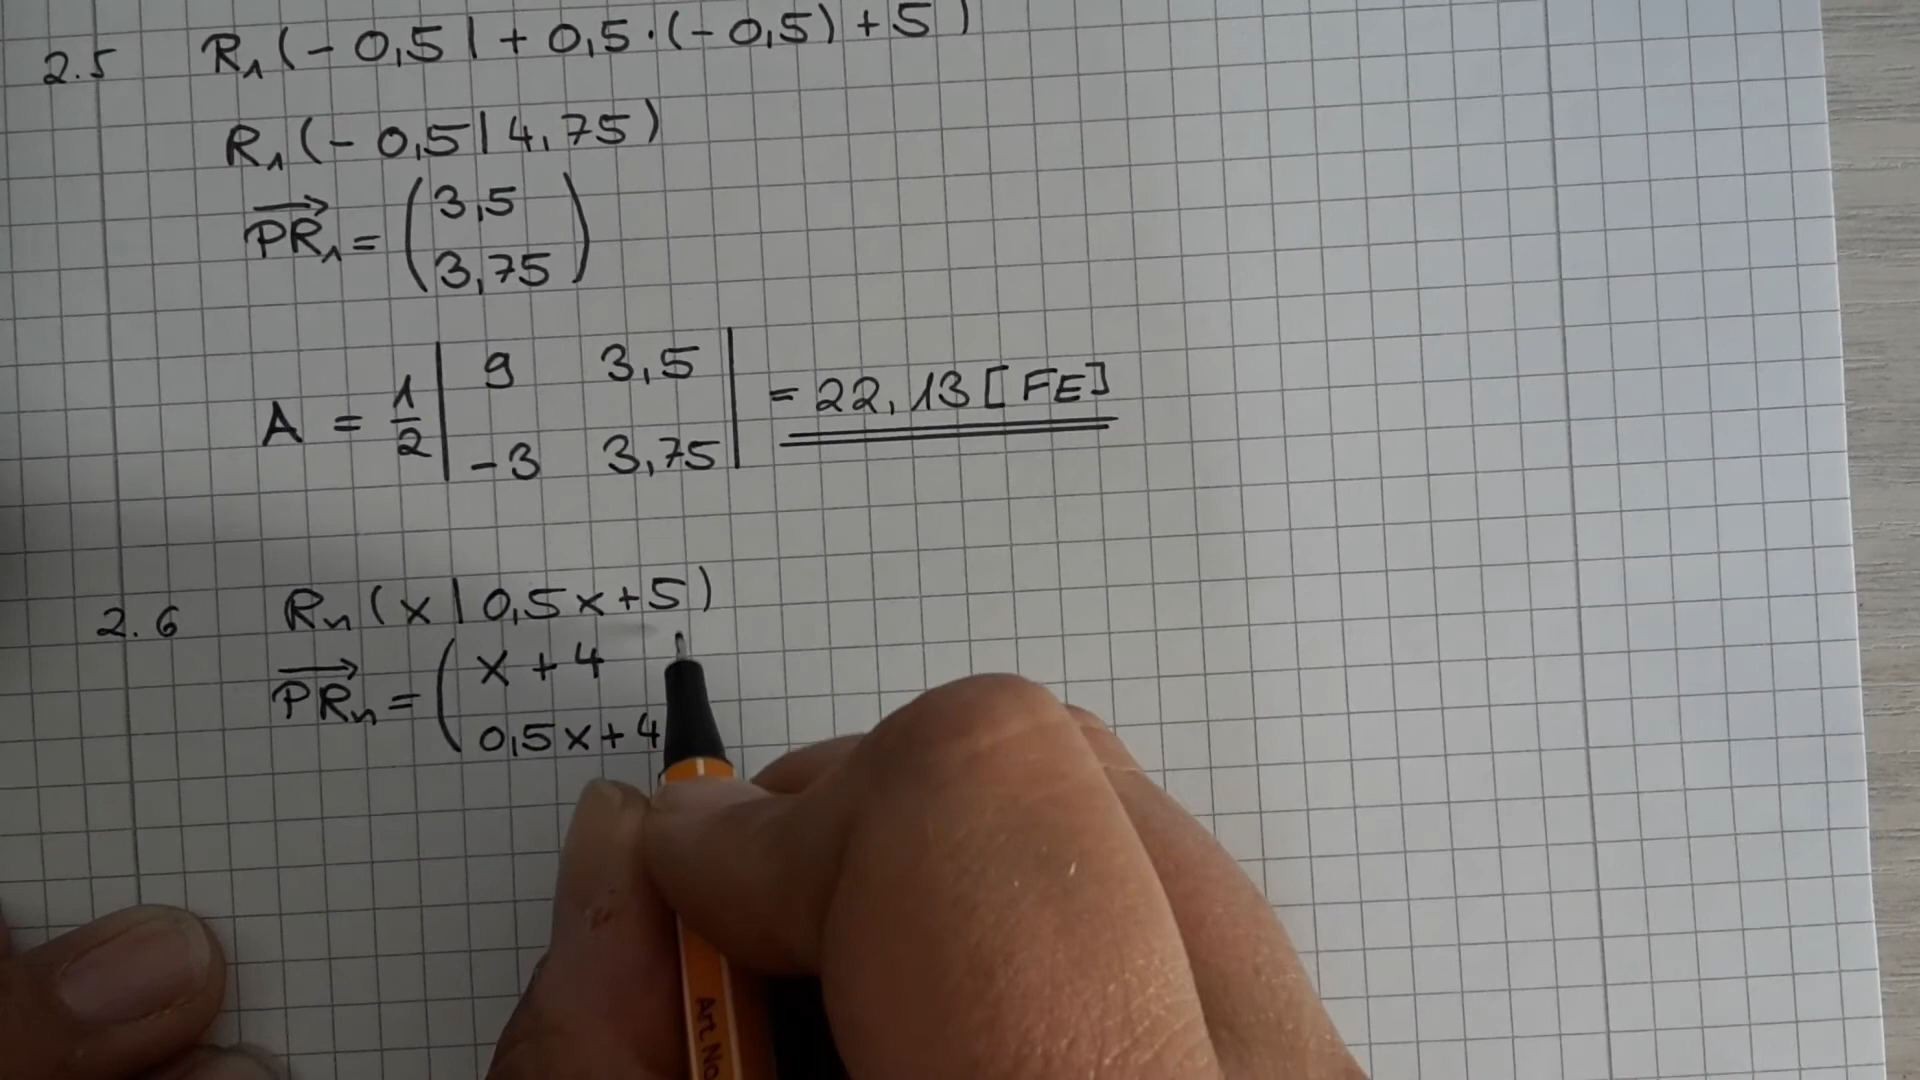 2.5 R₁(-0,5|+0,5·(-0,5)+5)
R₁(-0,5|4,75)
→PR₁ = (3,5
3,75)
A = 1/2 | 9 3,5
-3 3,75 | = 22,13 [FE]
2.6 Rₙ(x|0,5x+5)
→PRₙ = (x+4
0,5x+4
Art No